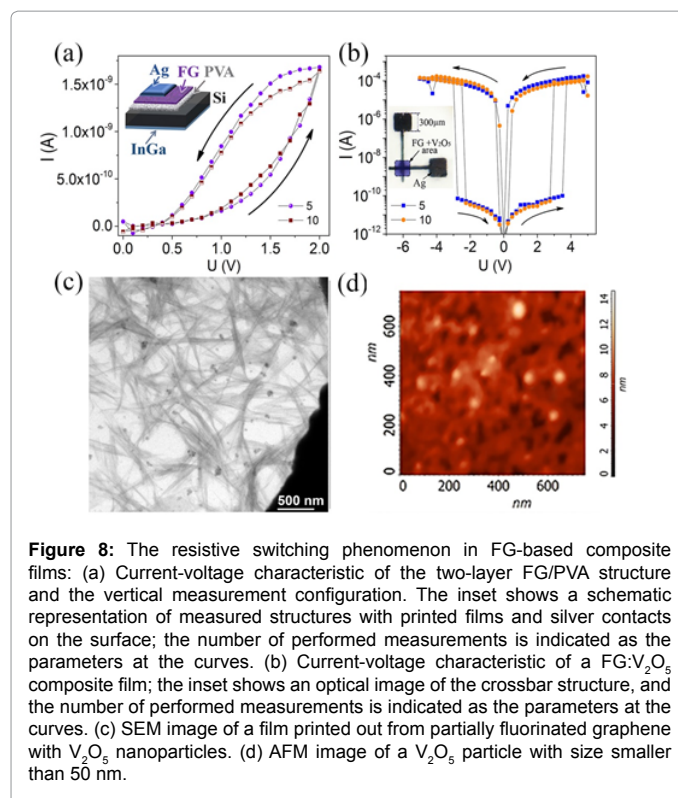 (a)
Ag
FG
PVA
Si
InGa
1.5x10⁻⁹
1.0x10⁻⁹
5.0x10⁻¹⁰
0.0
I (A)
5
10
0.0 0.5 1.0 1.5 2.0
U (V)
(b)
10⁻⁴
10⁻⁶
10⁻⁸
10⁻¹⁰
10⁻¹²
I (A)
300µm
FG +V₂O₅
area
Ag
5
10
-6 -4 -2 0 2 4
U (V)
(c)
500 nm
(d)
600
400
200
0
nm
0 200 400 600
nm
14
12
10
8
6
4
2
0
nm
Figure 8: The resistive switching phenomenon in FG-based composite
films: (a) Current-voltage characteristic of the two-layer FG/PVA structure
and the vertical measurement configuration. The inset shows a schematic
representation of measured structures with printed films and silver contacts
on the surface; the number of performed measurements is indicated as the
parameters at the curves. (b) Current-voltage characteristic of a FG:V₂O₅
composite film; the inset shows an optical image of the crossbar structure, and
the number of performed measurements is indicated as the parameters at the
curves. (c) SEM image of a film printed out from partially fluorinated graphene
with V₂O₅ nanoparticles. (d) AFM image of a V₂O₅ particle with size smaller
than 50 nm.